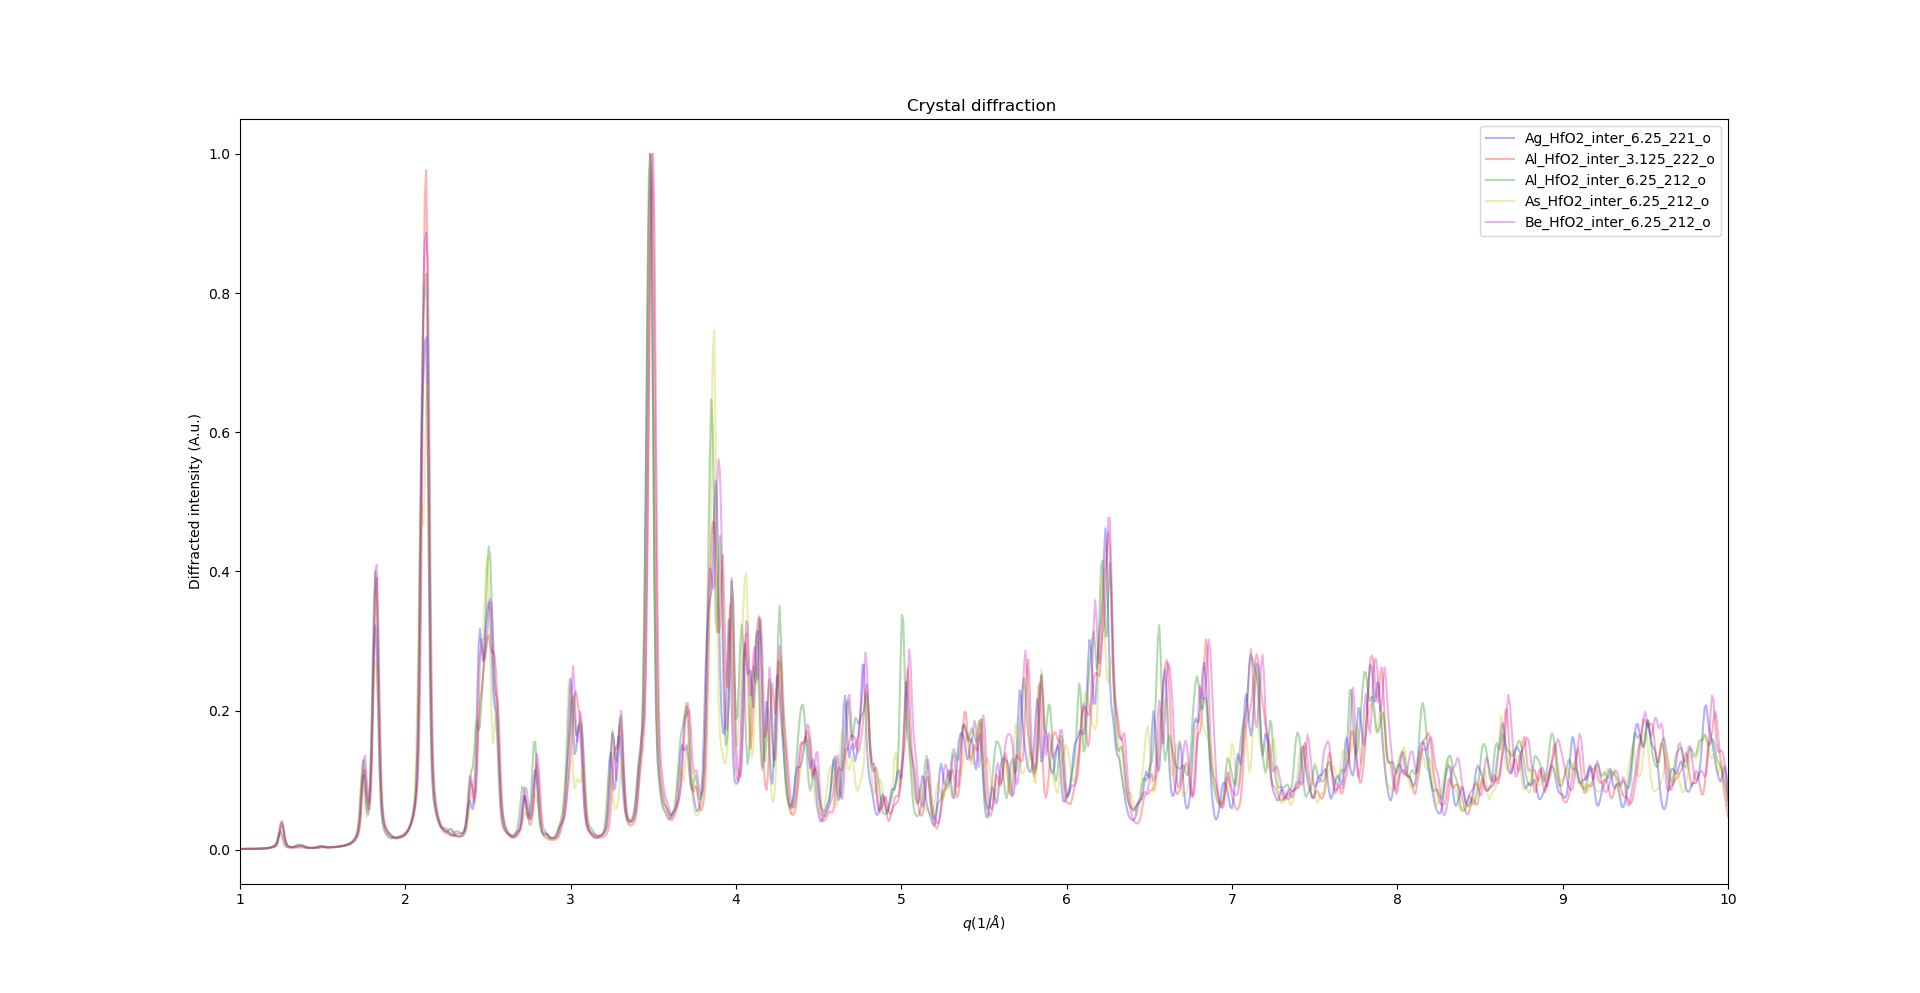 Crystal diffraction
Ag_HfO2_inter_6.25_221_o
Al_HfO2_inter_3.125_222_o
Al_HfO2_inter_6.25_212_o
As_HfO2_inter_6.25_212_o
Be_HfO2_inter_6.25_212_o
Diffracted intensity (A.u.)
1.0
0.8
0.6
0.4
0.2
0.0
1 2 3 4 5 6 7 8 9 10
q(1/Å)